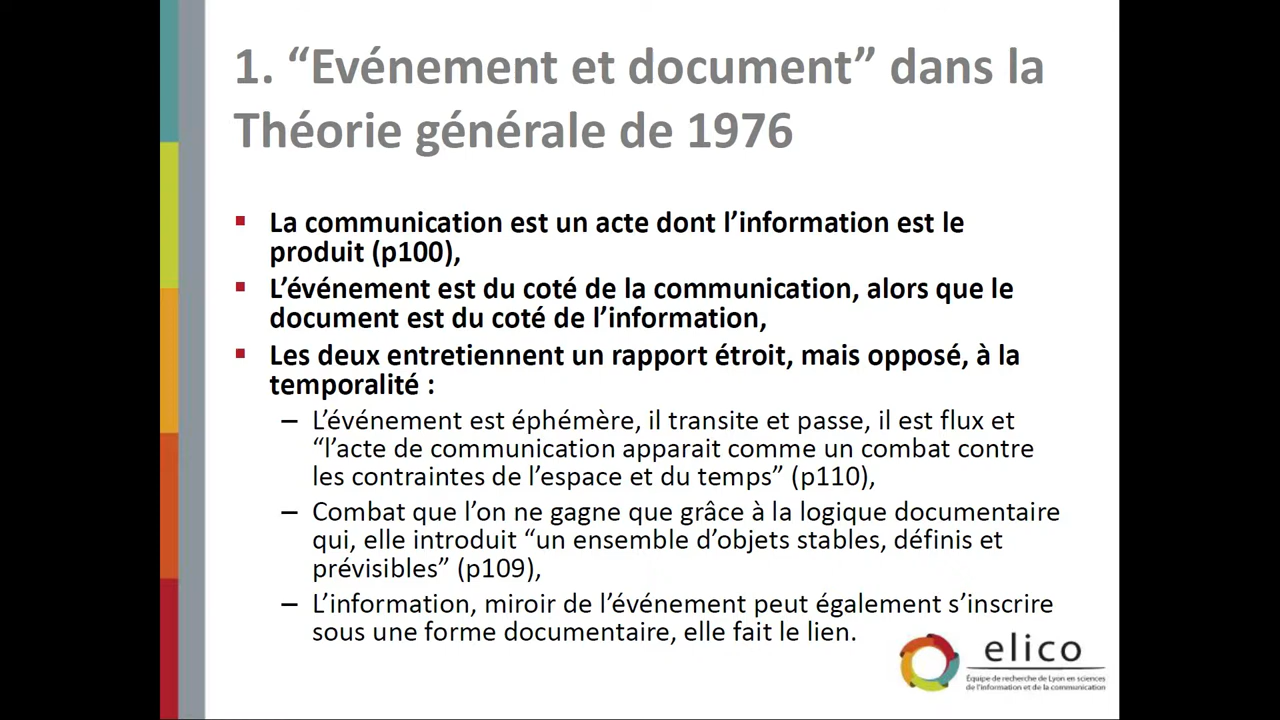 1. “Evénement et document” dans la
Théorie générale de 1976
La communication est un acte dont l’information est le
produit (p100),
L’événement est du coté de la communication, alors que le
document est du coté de l’information,
Les deux entretiennent un rapport étroit, mais opposé, à la
temporalité :
– L’événement est éphémère, il transite et passe, il est flux et
“l’acte de communication apparait comme un combat contre
les contraintes de l’espace et du temps” (p110),
– Combat que l’on ne gagne que grâce à la logique documentaire
qui, elle introduit “un ensemble d’objets stables, définis et
prévisibles” (p109),
– L’information, miroir de l’événement peut également s’inscrire
sous une forme documentaire, elle fait le lien.
elico
Équipe de recherche de Lyon en sciences
de l’information et de la communication